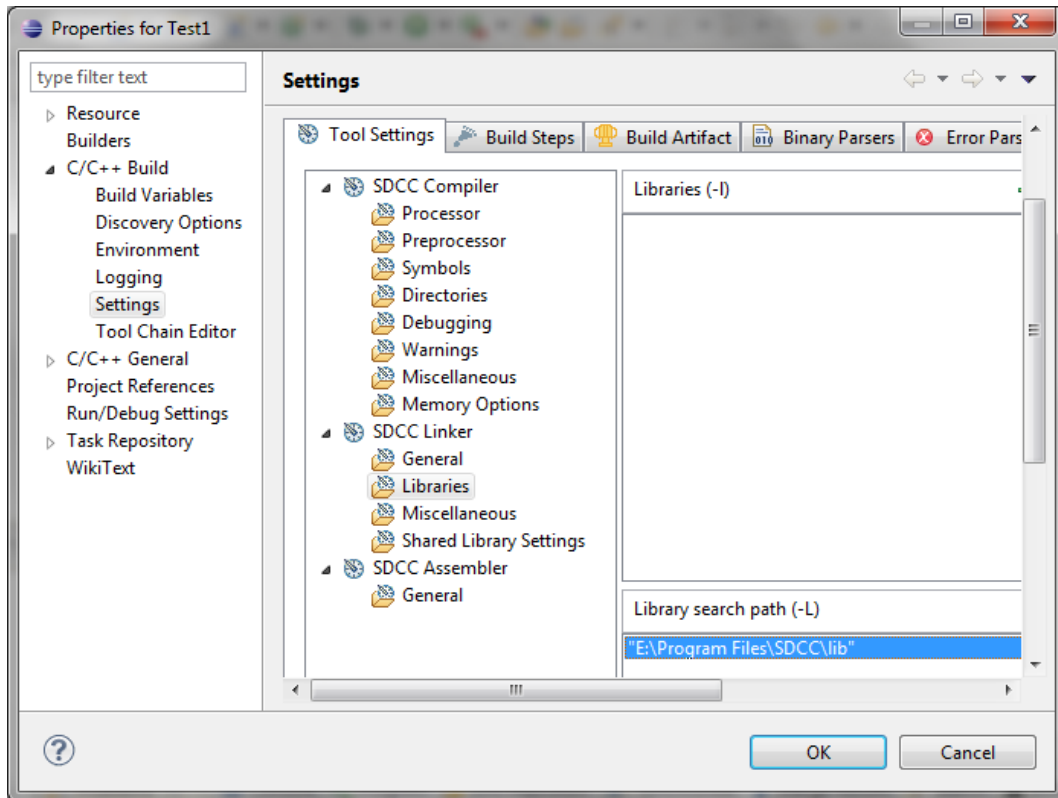 Properties for Test1
type filter text
Resource
Builders
C/C++ Build
Build Variables
Discovery Options
Environment
Logging
Settings
Tool Chain Editor
C/C++ General
Project References
Run/Debug Settings
Task Repository
WikiText
Settings
Tool Settings
Build Steps
Build Artifact
Binary Parsers
Error Pars
SDCC Compiler
Processor
Preprocessor
Symbols
Directories
Debugging
Warnings
Miscellaneous
Memory Options
SDCC Linker
General
Libraries
Miscellaneous
Shared Library Settings
SDCC Assembler
General
Libraries (-l)
Library search path (-L)
"E:\Program Files\SDCC\lib"
OK
Cancel